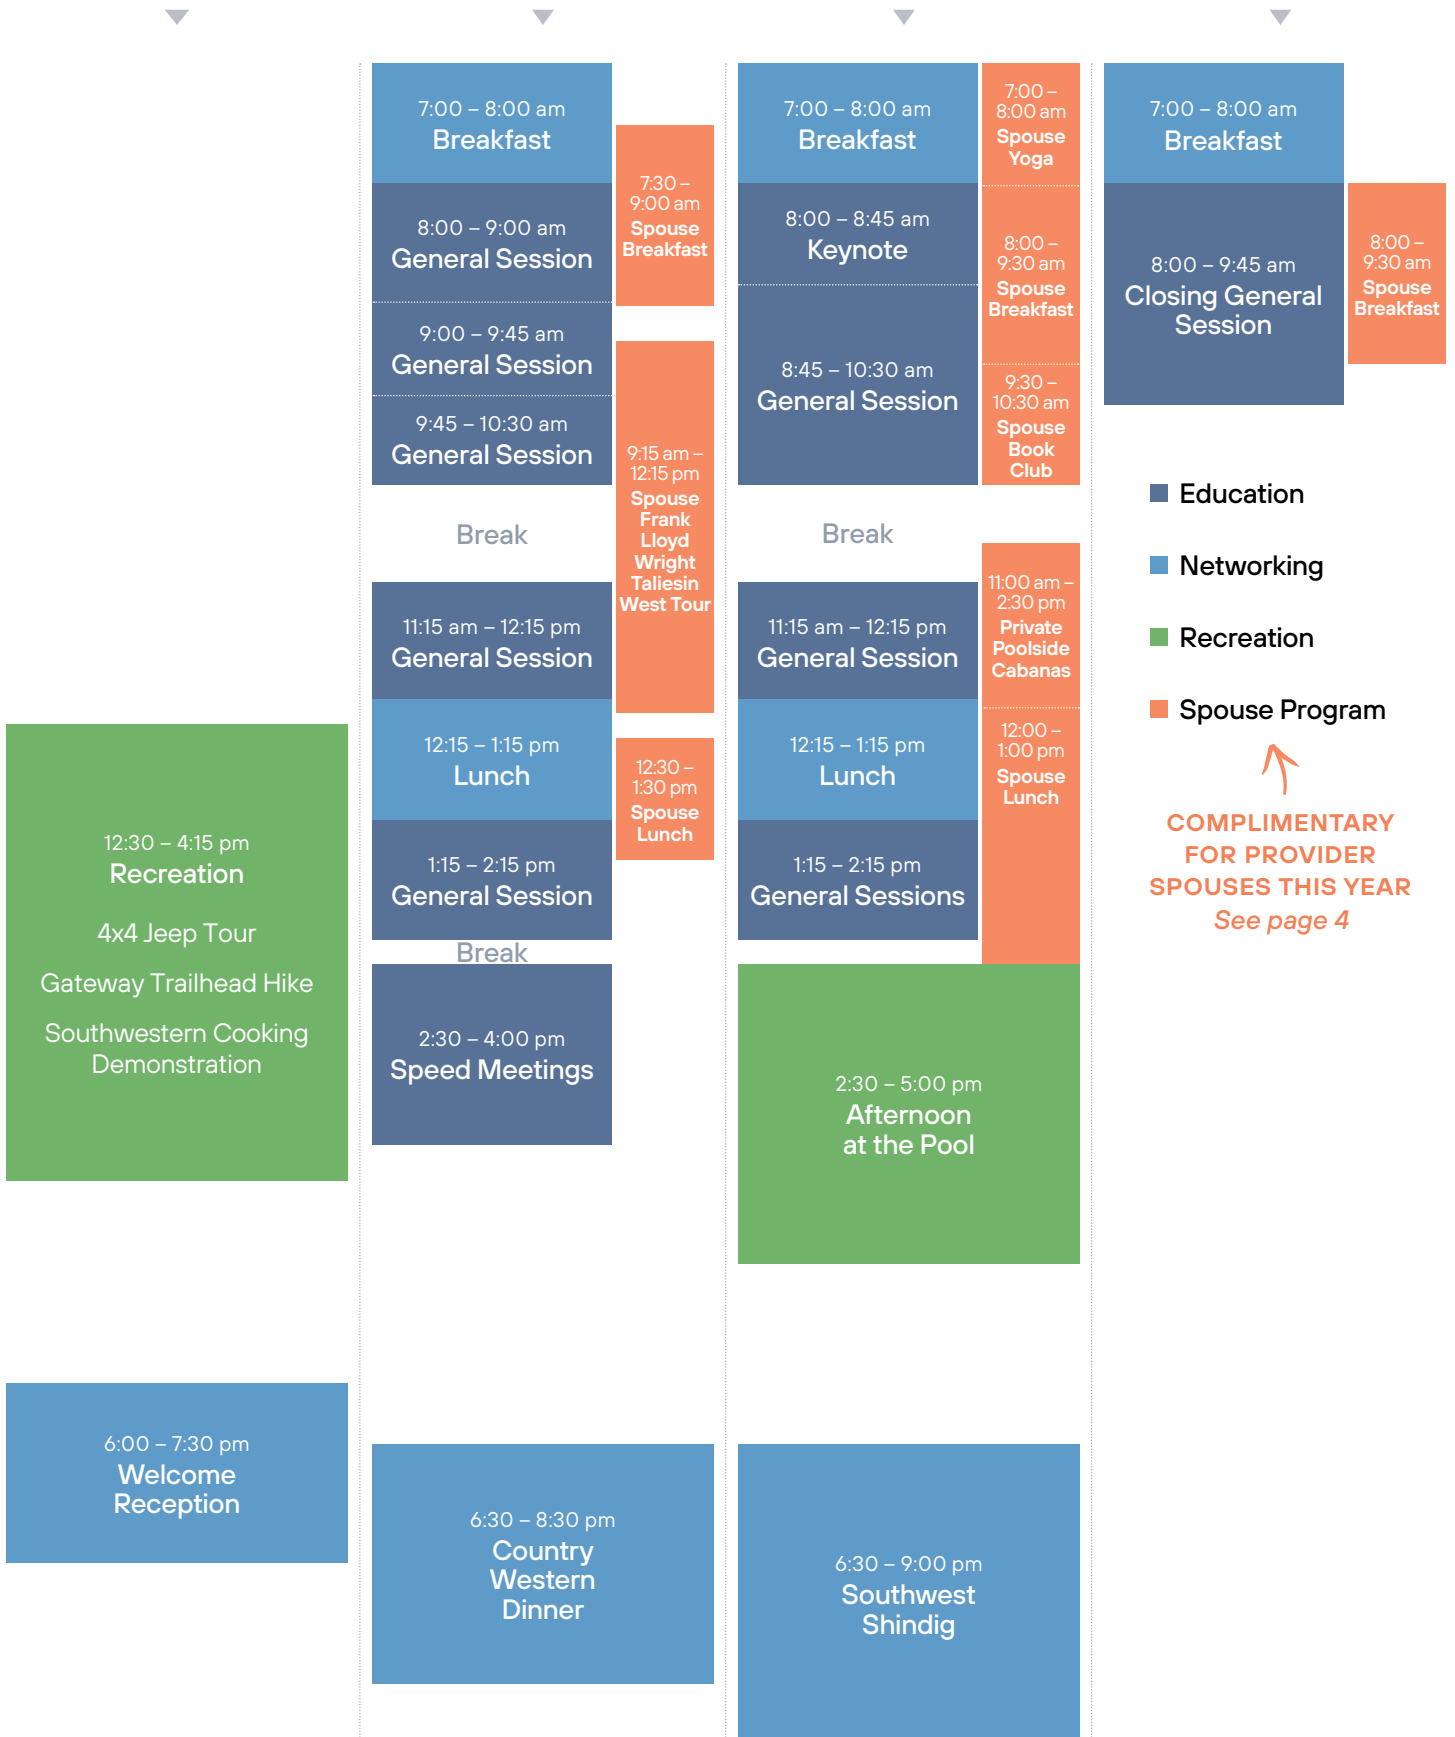 12:30 – 4:15 pm
Recreation
4x4 Jeep Tour
Gateway Trailhead Hike
Southwestern Cooking
Demonstration
6:00 – 7:30 pm
Welcome
Reception
7:00 – 8:00 am
Breakfast
8:00 – 9:00 am
General Session
9:00 – 9:45 am
General Session
9:45 – 10:30 am
General Session
Break
11:15 am – 12:15 pm
General Session
12:15 – 1:15 pm
Lunch
1:15 – 2:15 pm
General Session
Break
2:30 – 4:00 pm
Speed Meetings
7:30 –
9:00 am
Spouse
Breakfast
9:15 am –
12:15 pm
Spouse
Frank
Lloyd
Wright
Taliesin
West Tour
12:30 –
1:30 pm
Spouse
Lunch
6:30 – 8:30 pm
Country
Western
Dinner
7:00 – 8:00 am
Breakfast
8:00 – 8:45 am
Keynote
8:45 – 10:30 am
General Session
Break
11:15 am – 12:15 pm
General Session
12:15 – 1:15 pm
Lunch
1:15 – 2:15 pm
General Sessions
7:00 –
8:00 am
Spouse
Yoga
8:00 –
9:30 am
Spouse
Breakfast
9:30 –
10:30 am
Spouse
Book
Club
11:00 am –
2:30 pm
Private
Poolside
Cabanas
12:00 –
1:00 pm
Spouse
Lunch
2:30 – 5:00 pm
Afternoon
at the Pool
6:30 – 9:00 pm
Southwest
Shindig
7:00 – 8:00 am
Breakfast
8:00 – 9:45 am
Closing General
Session
8:00 –
9:30 am
Spouse
Breakfast
Education
Networking
Recreation
Spouse Program
COMPLIMENTARY
FOR PROVIDER
SPOUSES THIS YEAR
See page 4